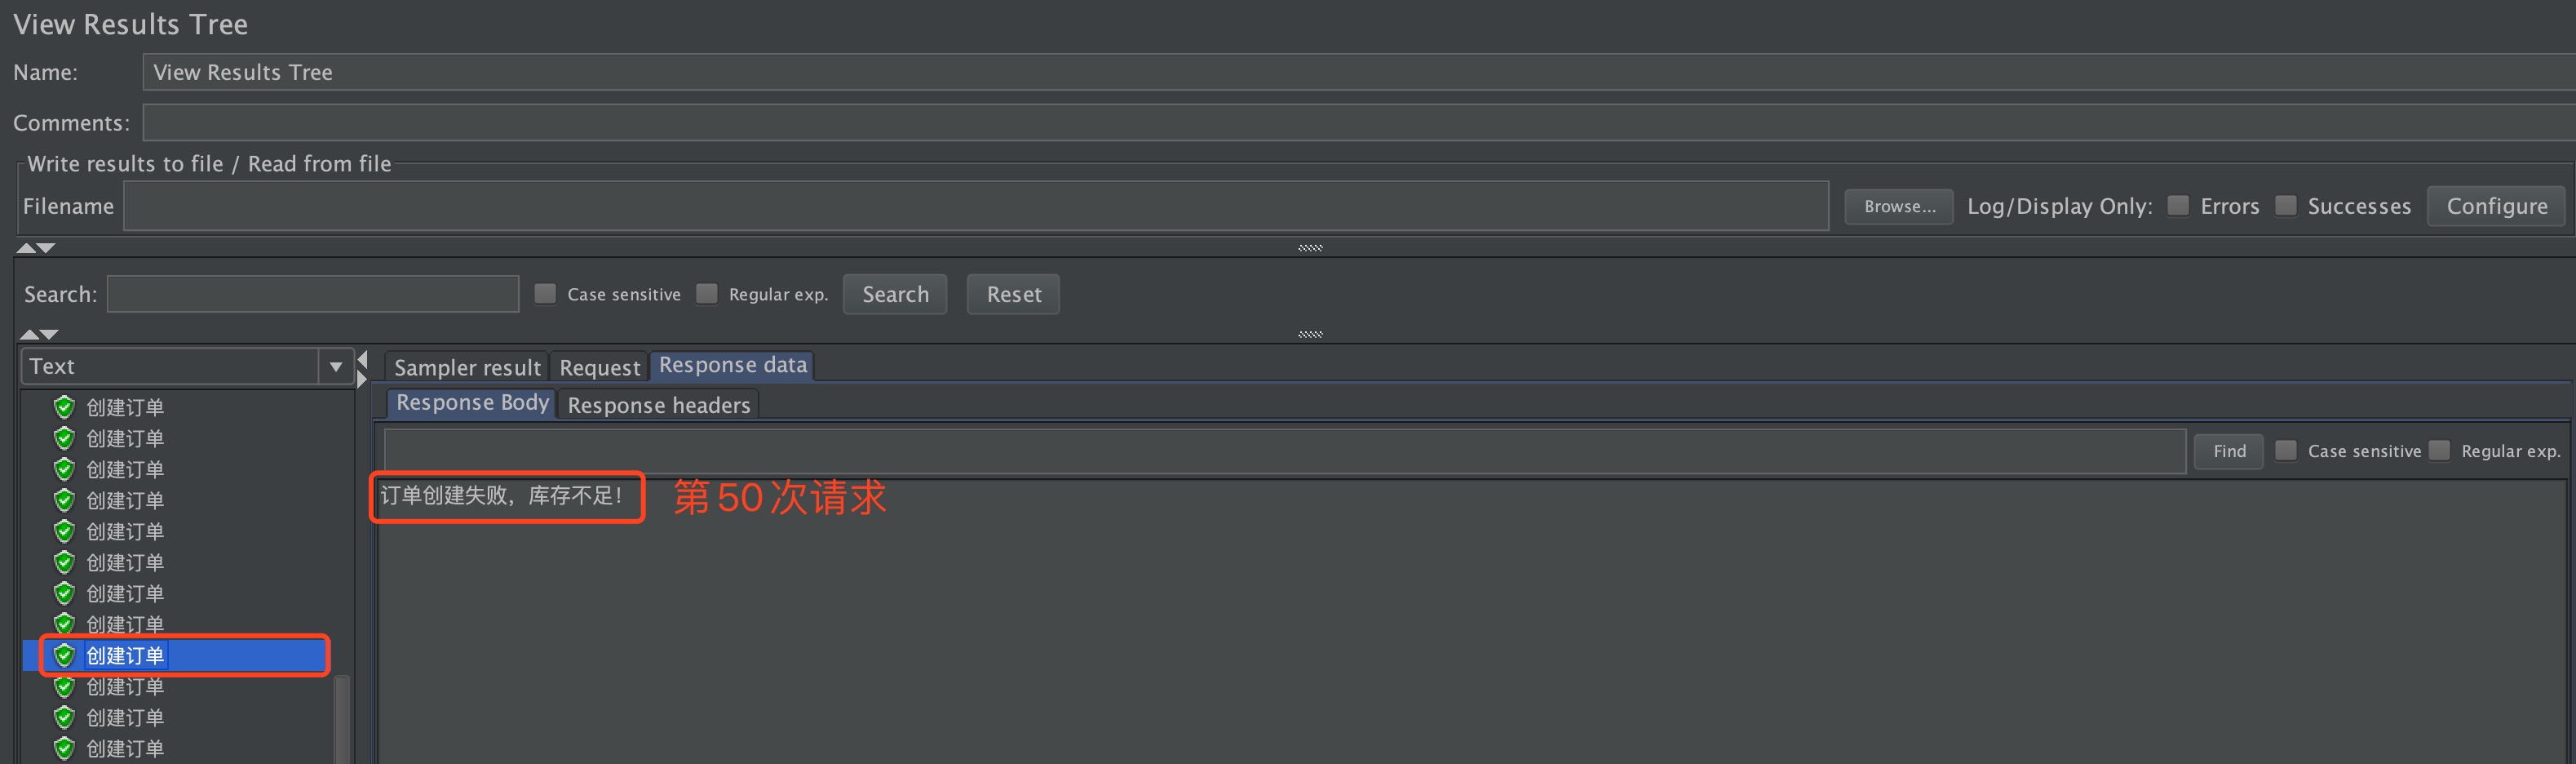 View Results Tree
Name: View Results Tree
Comments:
Write results to file / Read from file
Filename Browse... Log/Display Only: Errors Successes Configure
Search: Case sensitive Regular exp. Search Reset
Text
Sampler result Request Response data
Response Body Response headers
Find Case sensitive Regular exp.
订单创建失败，库存不足！ 第50次请求
创建订单
创建订单
创建订单
创建订单
创建订单
创建订单
创建订单
创建订单
创建订单
创建订单
创建订单
创建订单